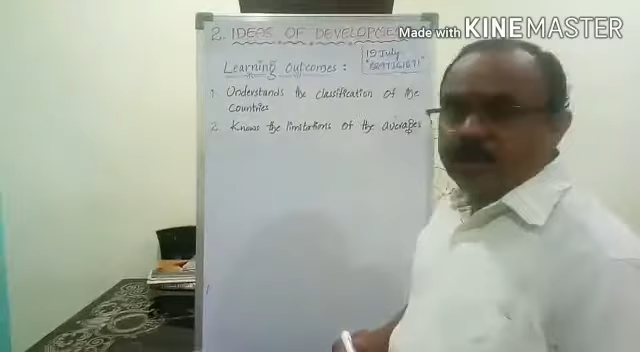 Made with KINEMASTER
2. IDEAS OF DEVELOPMEN
19 July
Learning Outcomes :
1. Understands the classification of the
Countries
2. Knows the limitations of the averages